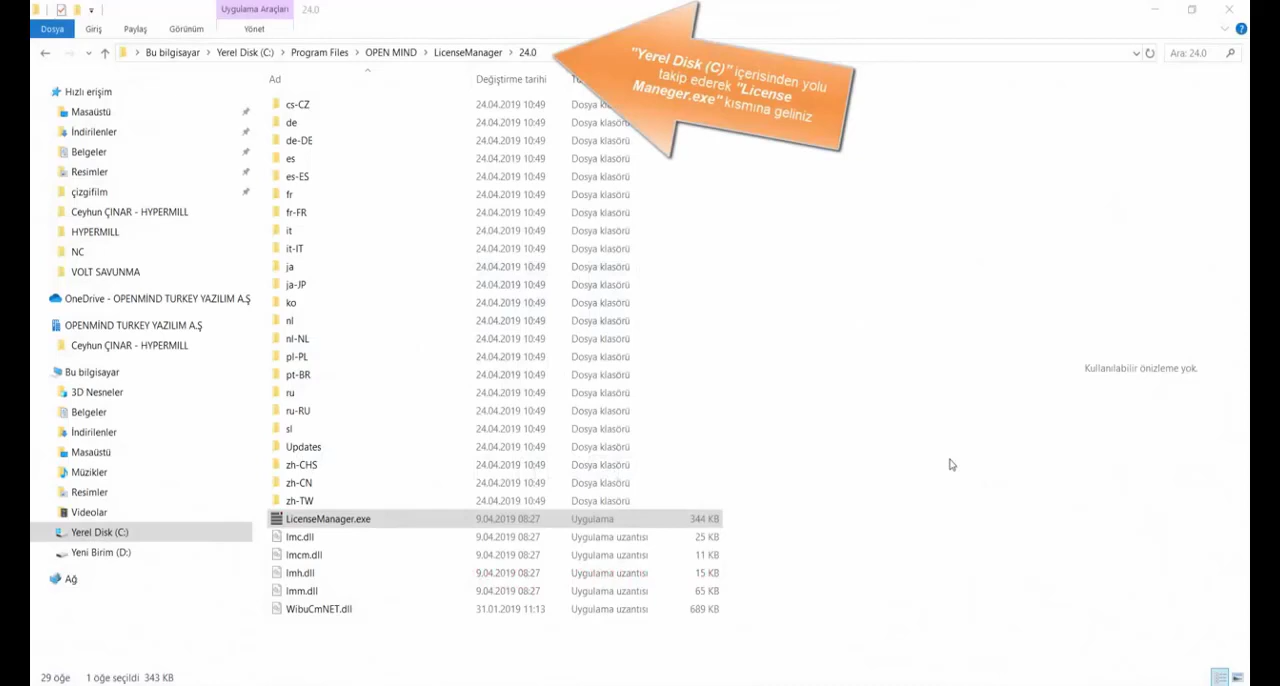 Uygulama Araçları
24.0
Dosya
Giriş
Paylaş
Görünüm
Yönet
Bu bilgisayar > Yerel Disk (C:) > Program Files > OPEN MIND > LicenseManager > 24.0
Ara: 24.0
"Yerel Disk (C)" içerisinden yolu
takip ederek "License
Maneger.exe" kısmına geliniz
Hızlı erişim
Masaüstü
İndirilenler
Belgeler
Resimler
çizgifilm
Ceyhun ÇINAR - HYPERMILL
HYPERMILL
NC
VOLT SAVUNMA
OneDrive - OPENMİND TURKEY YAZILIM A.Ş
OPENMİND TURKEY YAZILIM A.Ş
Ceyhun ÇINAR - HYPERMILL
Bu bilgisayar
3D Nesneler
Belgeler
İndirilenler
Masaüstü
Müzikler
Resimler
Videolar
Yerel Disk (C:)
Yeni Birim (D:)
Ağ
Ad Değiştirme tarihi
cs-CZ 24.04.2019 10:49 Dosya klasörü
de 24.04.2019 10:49 Dosya klasörü
de-DE 24.04.2019 10:49 Dosya klasörü
es 24.04.2019 10:49 Dosya klasörü
es-ES 24.04.2019 10:49 Dosya klasörü
fr 24.04.2019 10:49 Dosya klasörü
fr-FR 24.04.2019 10:49 Dosya klasörü
it 24.04.2019 10:49 Dosya klasörü
it-IT 24.04.2019 10:49 Dosya klasörü
ja 24.04.2019 10:49 Dosya klasörü
ja-JP 24.04.2019 10:49 Dosya klasörü
ko 24.04.2019 10:49 Dosya klasörü
nl 24.04.2019 10:49 Dosya klasörü
nl-NL 24.04.2019 10:49 Dosya klasörü
pl-PL 24.04.2019 10:49 Dosya klasörü
pt-BR 24.04.2019 10:49 Dosya klasörü
ru 24.04.2019 10:49 Dosya klasörü
ru-RU 24.04.2019 10:49 Dosya klasörü
sl 24.04.2019 10:49 Dosya klasörü
Updates 24.04.2019 10:49 Dosya klasörü
zh-CHS 24.04.2019 10:49 Dosya klasörü
zh-CN 24.04.2019 10:49 Dosya klasörü
zh-TW 24.04.2019 10:49 Dosya klasörü
LicenseManager.exe 9.04.2019 08:27 Uygulama 344 KB
lmc.dll 9.04.2019 08:27 Uygulama uzantısı 25 KB
lmcm.dll 9.04.2019 08:27 Uygulama uzantısı 11 KB
lmh.dll 9.04.2019 08:27 Uygulama uzantısı 15 KB
lmm.dll 9.04.2019 08:27 Uygulama uzantısı 65 KB
WibuCmNET.dll 31.01.2019 11:13 Uygulama uzantısı 689 KB
Kullanılabilir önizleme yok.
29 öğe 1 öğe seçildi 343 KB